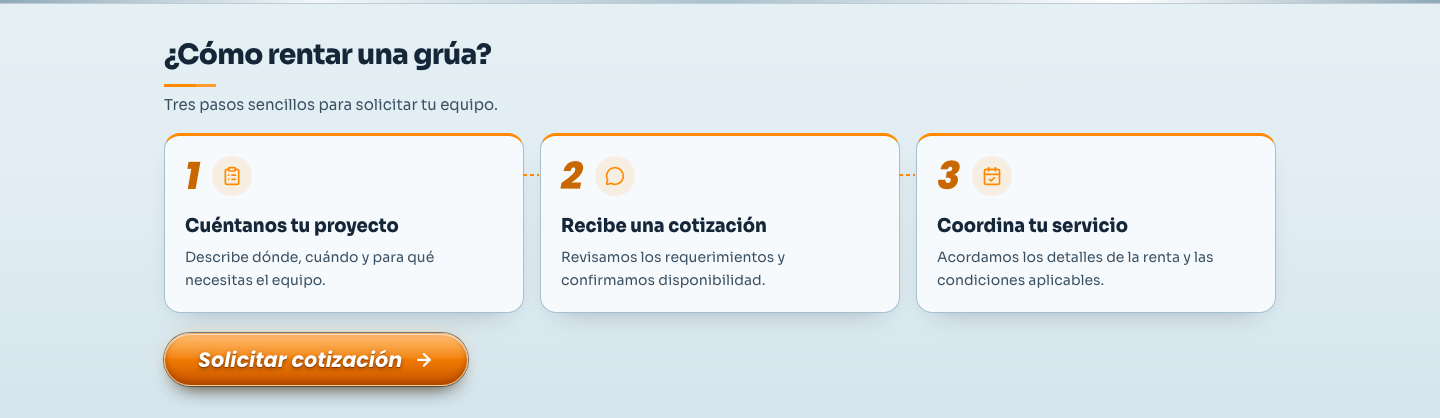 ¿Cómo rentar una grúa?
Tres pasos sencillos para solicitar tu equipo.
1
Cuéntanos tu proyecto
Describe dónde, cuándo y para qué
necesitas el equipo.
2
Recibe una cotización
Revisamos los requerimientos y
confirmamos disponibilidad.
3
Coordina tu servicio
Acordamos los detalles de la renta y las
condiciones aplicables.
Solicitar cotización →